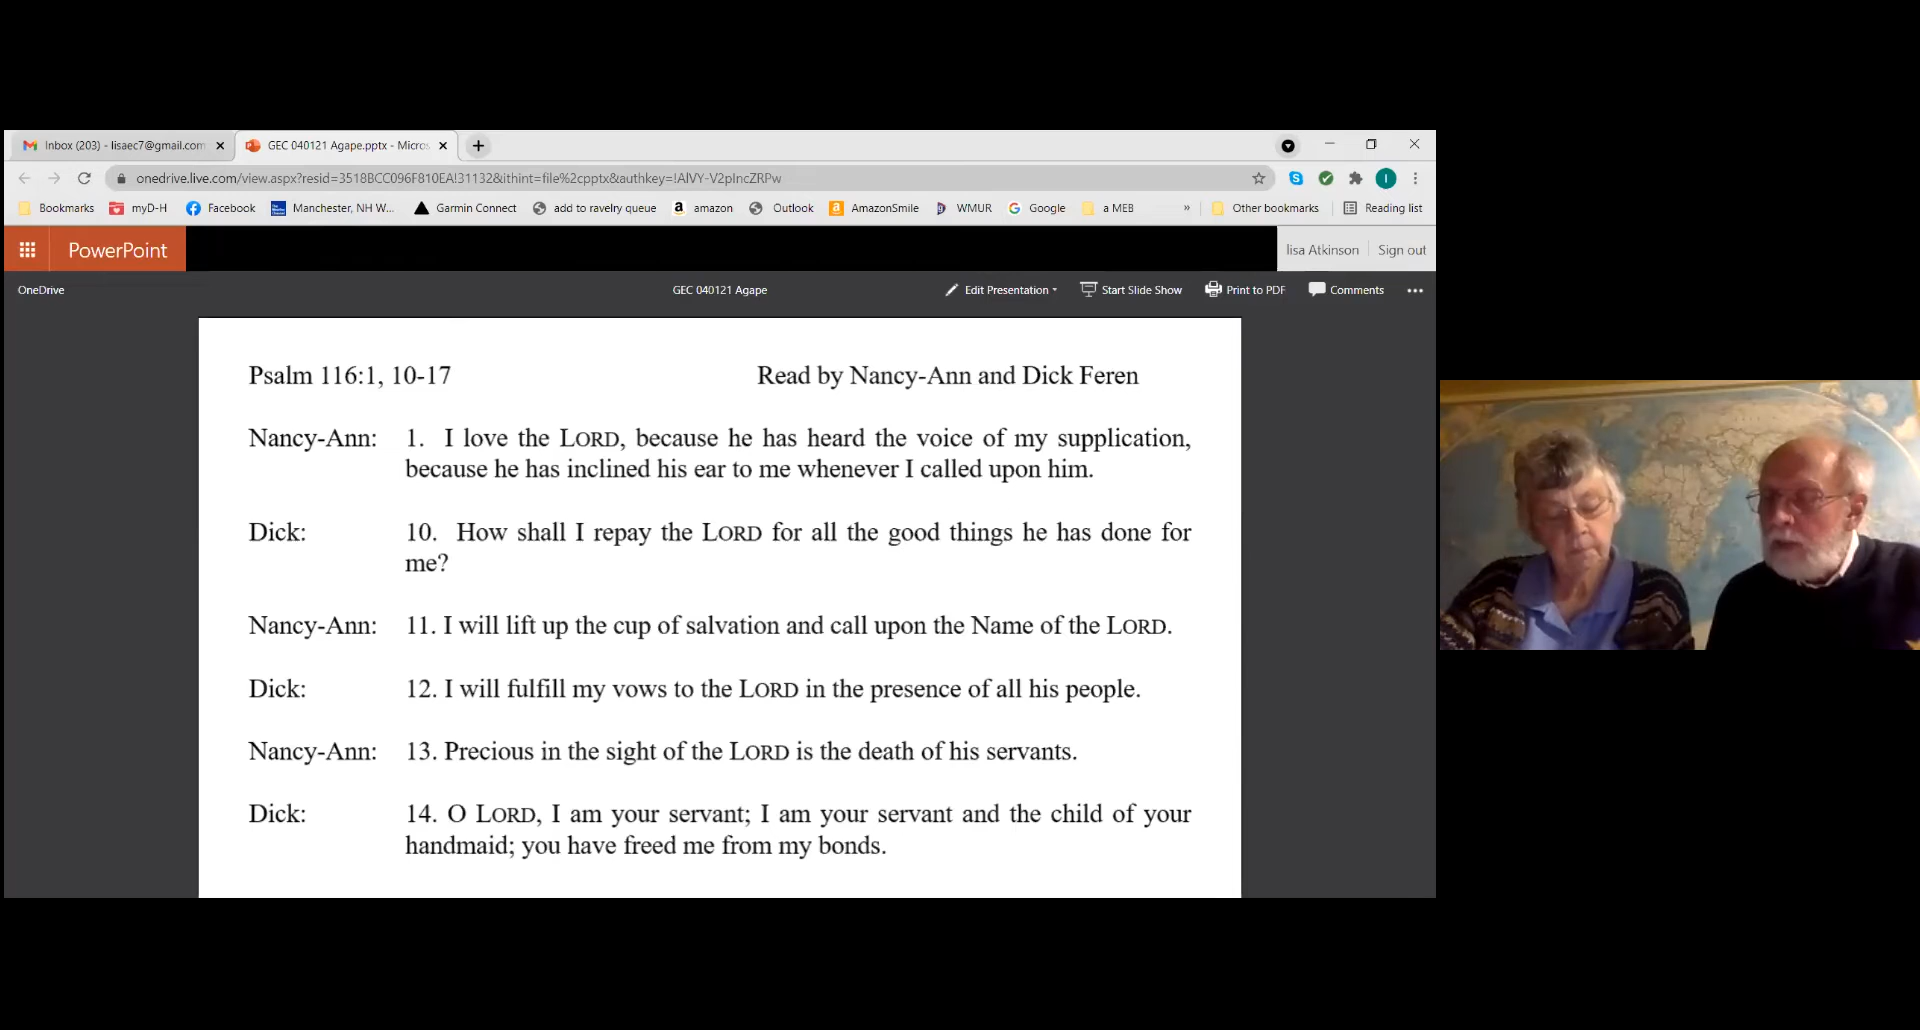 Inbox (203) - lisaec7@gmail.com
GEC 040121 Agape.pptx - Micros
onedrive.live.com/view.aspx?resid=3518BCC096F810EA!31132&ithint=file%2cpptx&authkey=!AlVY-V2pIncZRPw
Bookmarks myD-H Facebook Manchester, NH W... Garmin Connect add to ravelry queue amazon Outlook AmazonSmile WMUR Google a MEB » Other bookmarks Reading list
PowerPoint lisa Atkinson Sign out
OneDrive GEC 040121 Agape Edit Presentation Start Slide Show Print to PDF Comments
Psalm 116:1, 10-17 Read by Nancy-Ann and Dick Feren
Nancy-Ann: 1. I love the LORD, because he has heard the voice of my supplication,
because he has inclined his ear to me whenever I called upon him.
Dick: 10. How shall I repay the LORD for all the good things he has done for
me?
Nancy-Ann: 11. I will lift up the cup of salvation and call upon the Name of the LORD.
Dick: 12. I will fulfill my vows to the LORD in the presence of all his people.
Nancy-Ann: 13. Precious in the sight of the LORD is the death of his servants.
Dick: 14. O LORD, I am your servant; I am your servant and the child of your
handmaid; you have freed me from my bonds.